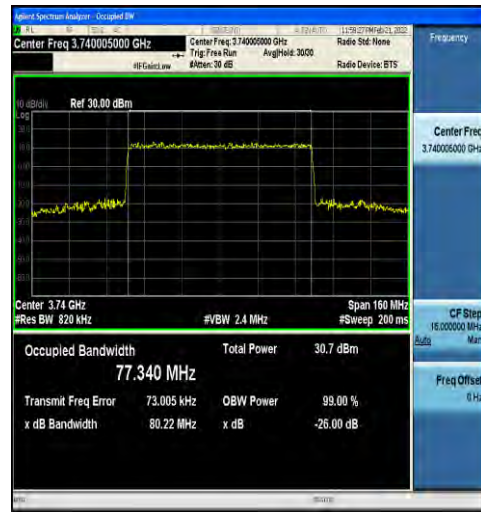 Agilent Spectrum Analyzer - Occupied BW
Center Freq 3.740005000 GHz
Center Freq: 3.740005000 GHz
Radio Std: None
Trig: Free Run Avg|Hold: 30/30
#IFGain:Low #Atten: 30 dB Radio Device: BTS
Frequency
10 dB/div Ref 30.00 dBm
Log
Center Freq
3.740005000 GHz
Center 3.74 GHz Span 160 MHz
#Res BW 820 kHz #VBW 2.4 MHz #Sweep 200 ms
CF Step
16.000000 MHz
Auto Man
Occupied Bandwidth Total Power 30.7 dBm
77.340 MHz
Freq Offset
0 Hz
Transmit Freq Error 73.005 kHz OBW Power 99.00 %
x dB Bandwidth 80.22 MHz x dB -26.00 dB